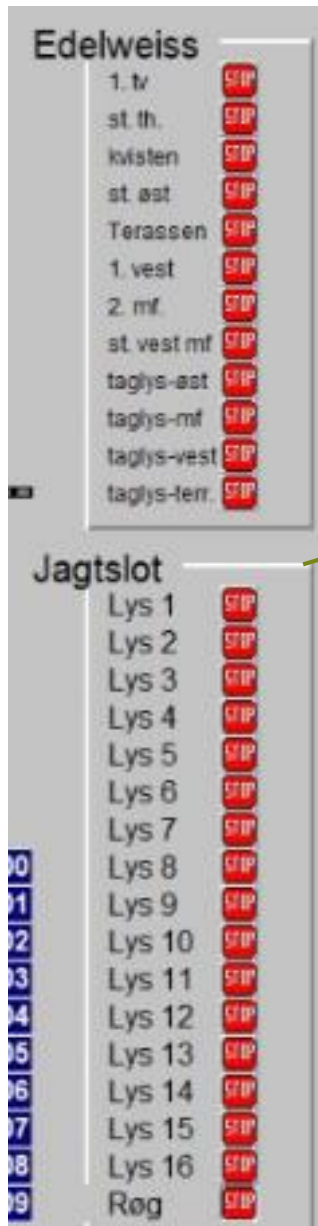 Edelweiss
1. tv STOP
st. th. STOP
kvisten STOP
st. øst STOP
Terassen STOP
1. vest STOP
2. mf. STOP
st. vest mf STOP
taglys-øst STOP
taglys-mf STOP
taglys-vest STOP
taglys-terr. STOP
Jagtslot
Lys 1 STOP
Lys 2 STOP
Lys 3 STOP
Lys 4 STOP
Lys 5 STOP
Lys 6 STOP
Lys 7 STOP
00 Lys 8 STOP
01 Lys 9 STOP
02 Lys 10 STOP
03 Lys 11 STOP
04 Lys 12 STOP
05 Lys 13 STOP
06 Lys 14 STOP
07 Lys 15 STOP
08 Lys 16 STOP
09 Røg STOP